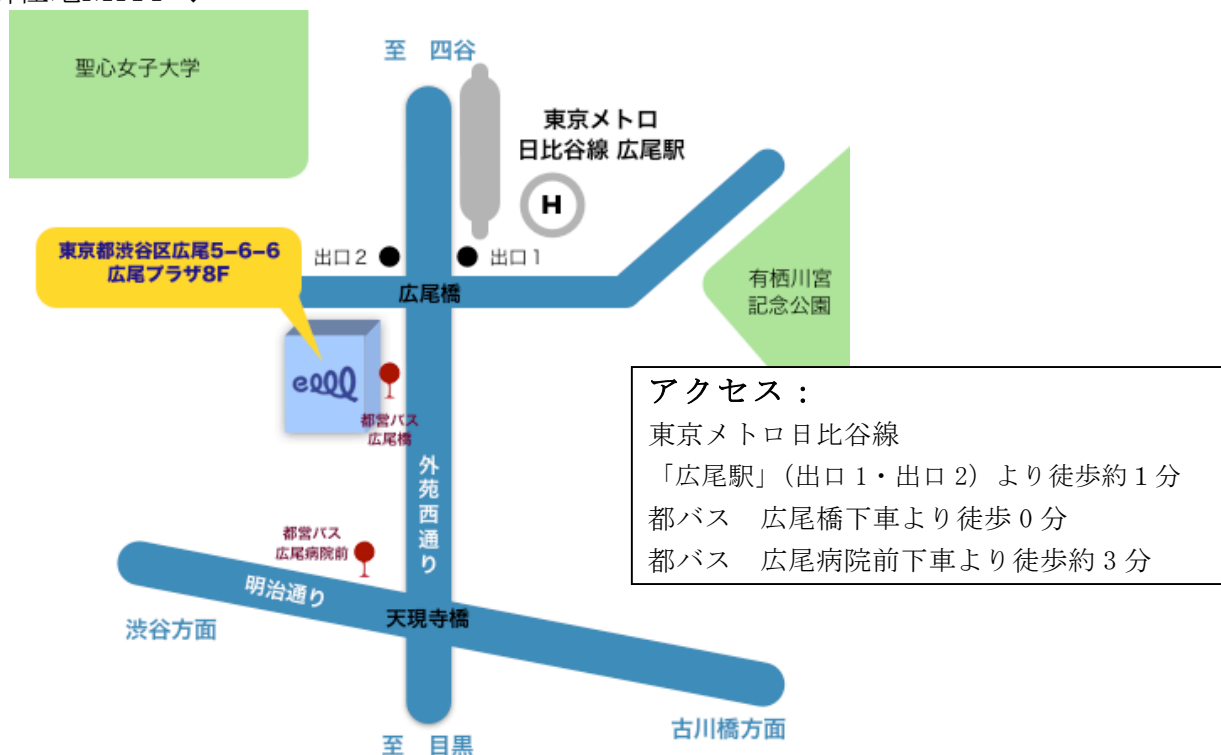 至 四谷
聖心女子大学
東京メトロ
日比谷線 広尾駅
H
東京都渋谷区広尾5-6-6
広尾プラザ8F
出口2
出口1
広尾橋
有栖川宮
記念公園
都営バス
広尾橋
アクセス：
東京メトロ日比谷線
「広尾駅」（出口1・出口2）より徒歩約1分
都バス 広尾橋下車より徒歩0分
都バス 広尾病院前下車より徒歩約3分
外苑西通り
都営バス
広尾病院前
明治通り
天現寺橋
渋谷方面
古川橋方面
至 目黒